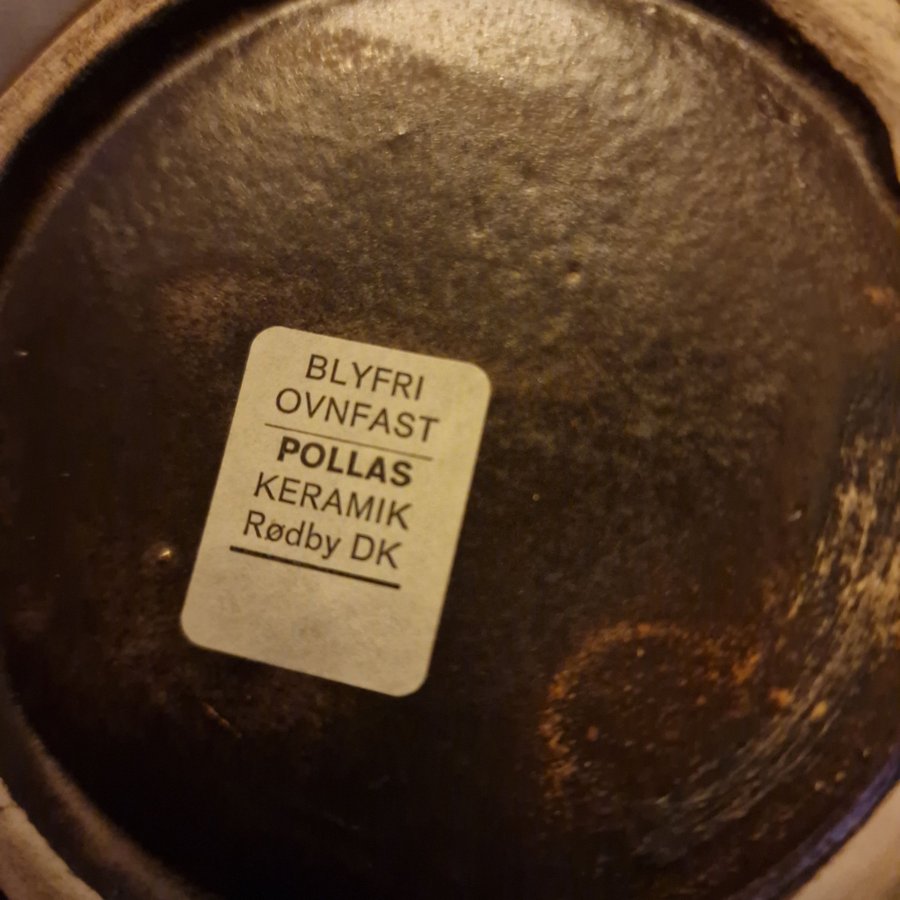 BLYFRI
OVNFAST
POLLAS
KERAMIK
Rødby DK